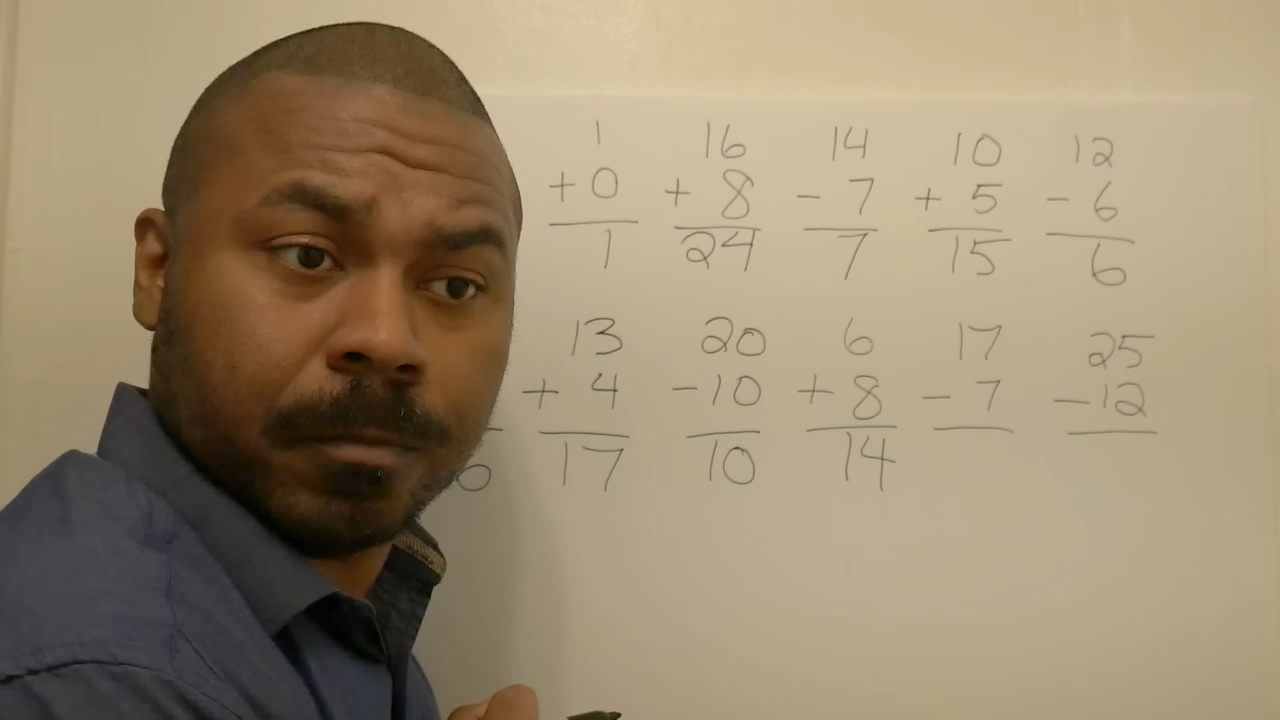 1 16 14 10 12
+0 +8 -7 +5 -6
1 24 7 15 6
13 20 6 17 25
+4 -10 +8 -7 -12
17 10 14